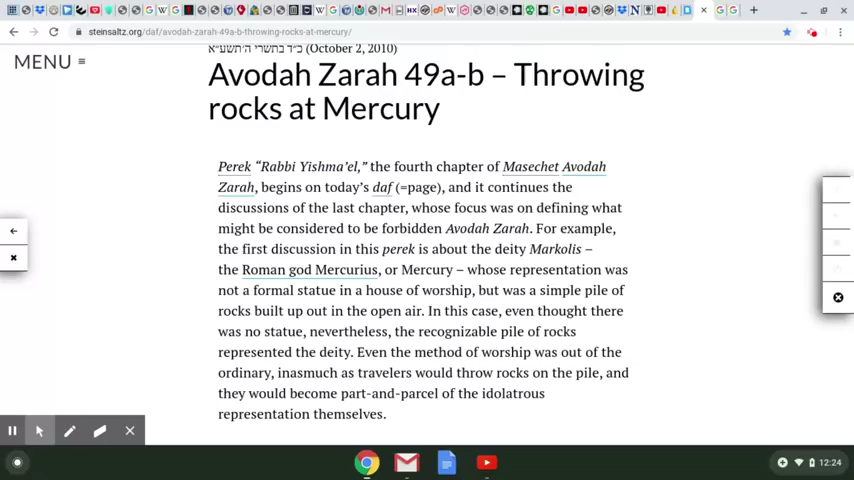 steinsaltz.org/daf/avodah-zarah-49a-b-throwing-rocks-at-mercury/
MENU ≡
כ״ד בתשרי ה׳תשע״א (October 2, 2010)
Avodah Zarah 49a-b – Throwing
rocks at Mercury
Perek “Rabbi Yishma’el,” the fourth chapter of Masechet Avodah
Zarah, begins on today’s daf (=page), and it continues the
discussions of the last chapter, whose focus was on defining what
might be considered to be forbidden Avodah Zarah. For example,
the first discussion in this perek is about the deity Markolis –
the Roman god Mercurius, or Mercury – whose representation was
not a formal statue in a house of worship, but was a simple pile of
rocks built up out in the open air. In this case, even thought there
was no statue, nevertheless, the recognizable pile of rocks
represented the deity. Even the method of worship was out of the
ordinary, inasmuch as travelers would throw rocks on the pile, and
they would become part-and-parcel of the idolatrous
representation themselves.
12:24